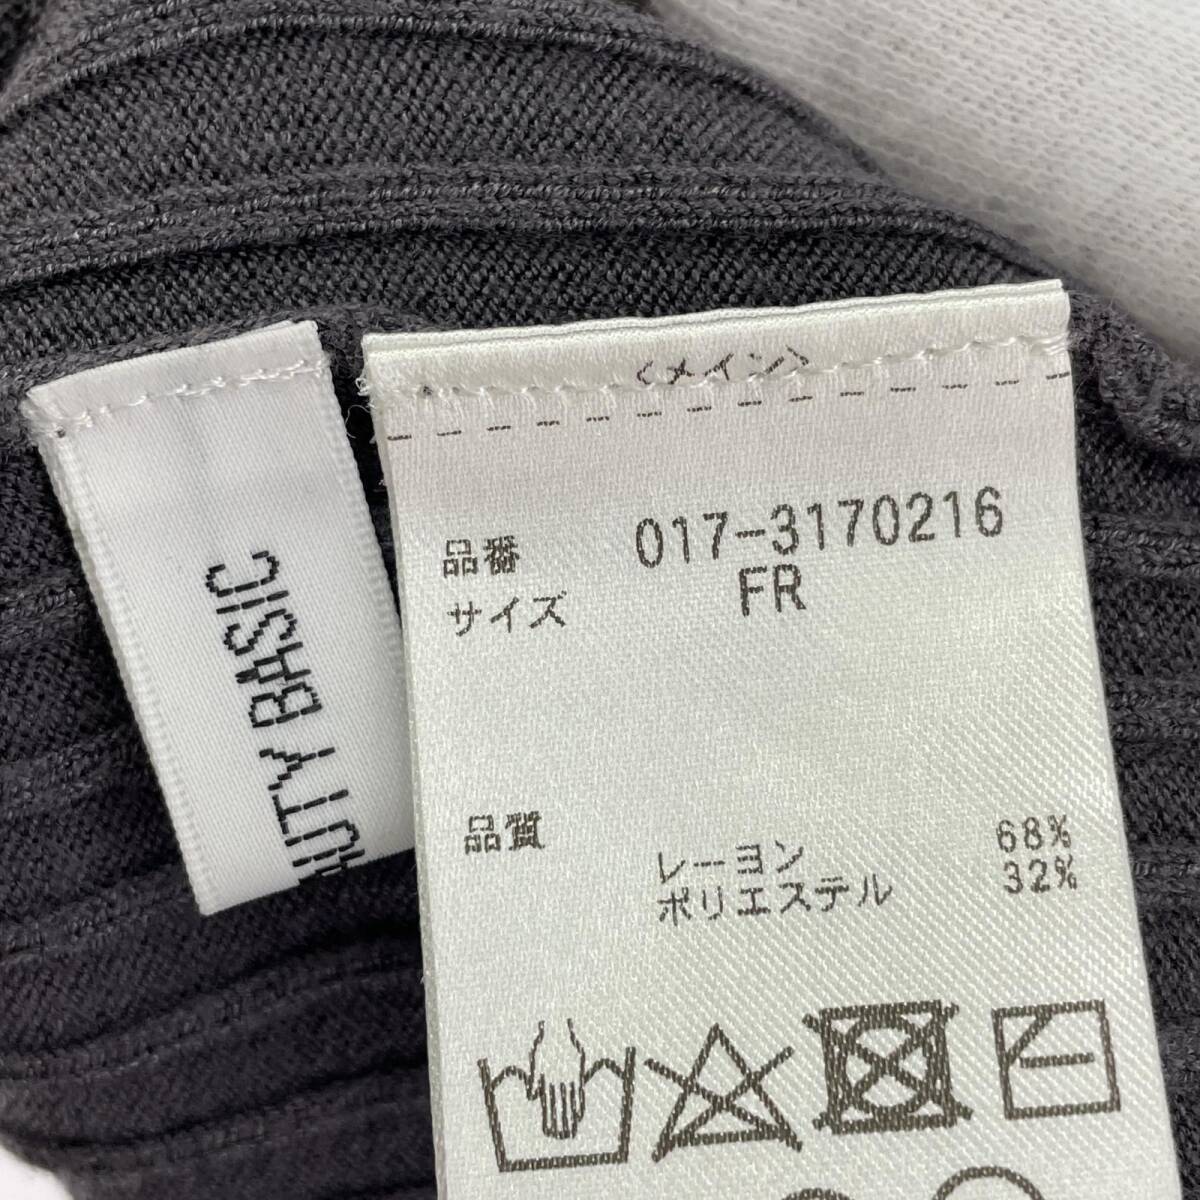 <メイン>
品番 017-3170216
サイズ FR
品質
レーヨン 68%
ポリエステル 32%
BASIC